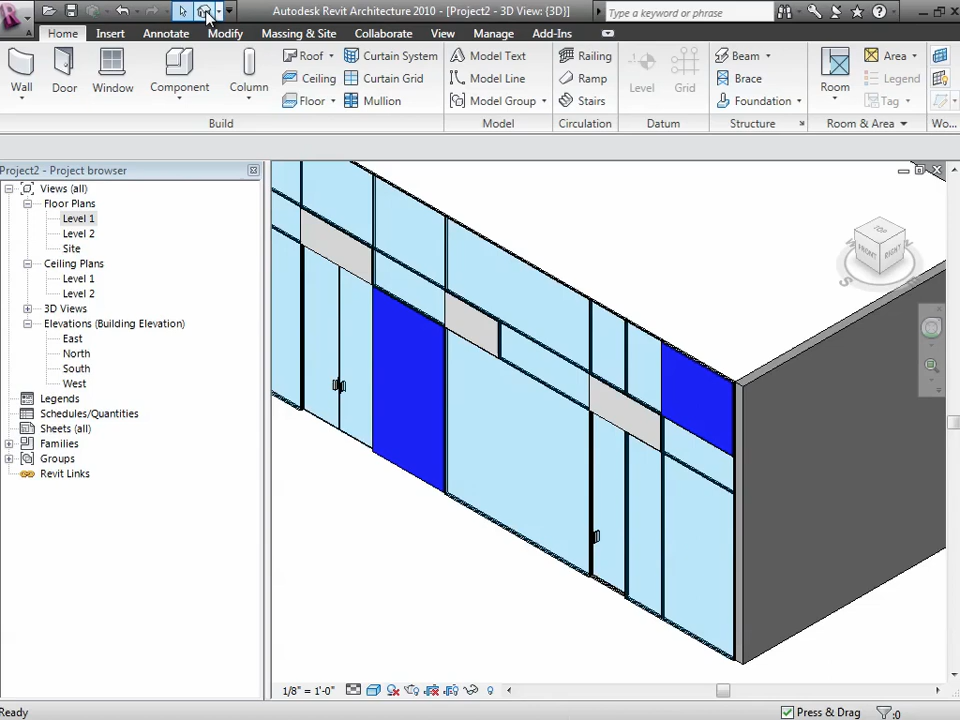 Autodesk Revit Architecture 2010 - [Project2 - 3D View: {3D}]
Type a keyword or phrase
Home Insert Annotate Modify Massing & Site Collaborate View Manage Add-Ins
Wall Door Window Component Column
Roof Curtain System
Ceiling Curtain Grid
Floor Mullion
Build
Model Text
Model Line
Model Group
Model
Railing
Ramp
Stairs
Circulation
Level Grid
Datum
Beam
Brace
Foundation
Structure
Room
Area
Legend
Tag
Room & Area
Wo...
Project2 - Project browser
Views (all)
Floor Plans
Level 1
Level 2
Site
Ceiling Plans
Level 1
Level 2
3D Views
Elevations (Building Elevation)
East
North
South
West
Legends
Schedules/Quantities
Sheets (all)
Families
Groups
Revit Links
TOP
FRONT RIGHT
W
S
1/8" = 1'-0"
Ready
Press & Drag
:0